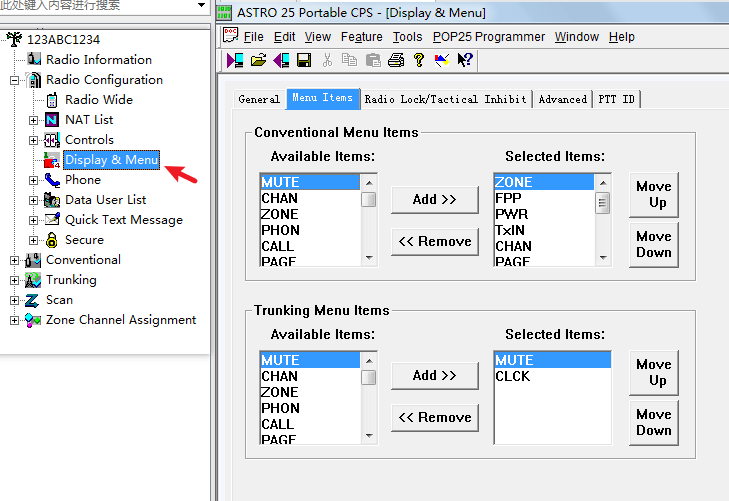 此处键入内容进行搜索
123ABC1234
Radio Information
Radio Configuration
Radio Wide
NAT List
Controls
Display & Menu
Phone
Data User List
Quick Text Message
Secure
Conventional
Trunking
Scan
Zone Channel Assignment
ASTRO 25 Portable CPS - [Display & Menu]
File Edit View Feature Tools POP25 Programmer Window Help
General Menu Items Radio Lock/Tactical Inhibit Advanced PTT ID
Conventional Menu Items
Available Items:
MUTE
CHAN
ZONE
PHON
CALL
PAGE
Add >>
<< Remove
Selected Items:
ZONE
FPP
PWR
TxIN
CHAN
PAGE
Move
Up
Move
Down
Trunking Menu Items
Available Items:
MUTE
CHAN
ZONE
PHON
CALL
PAGE
Add >>
<< Remove
Selected Items:
MUTE
CLCK
Move
Up
Move
Down